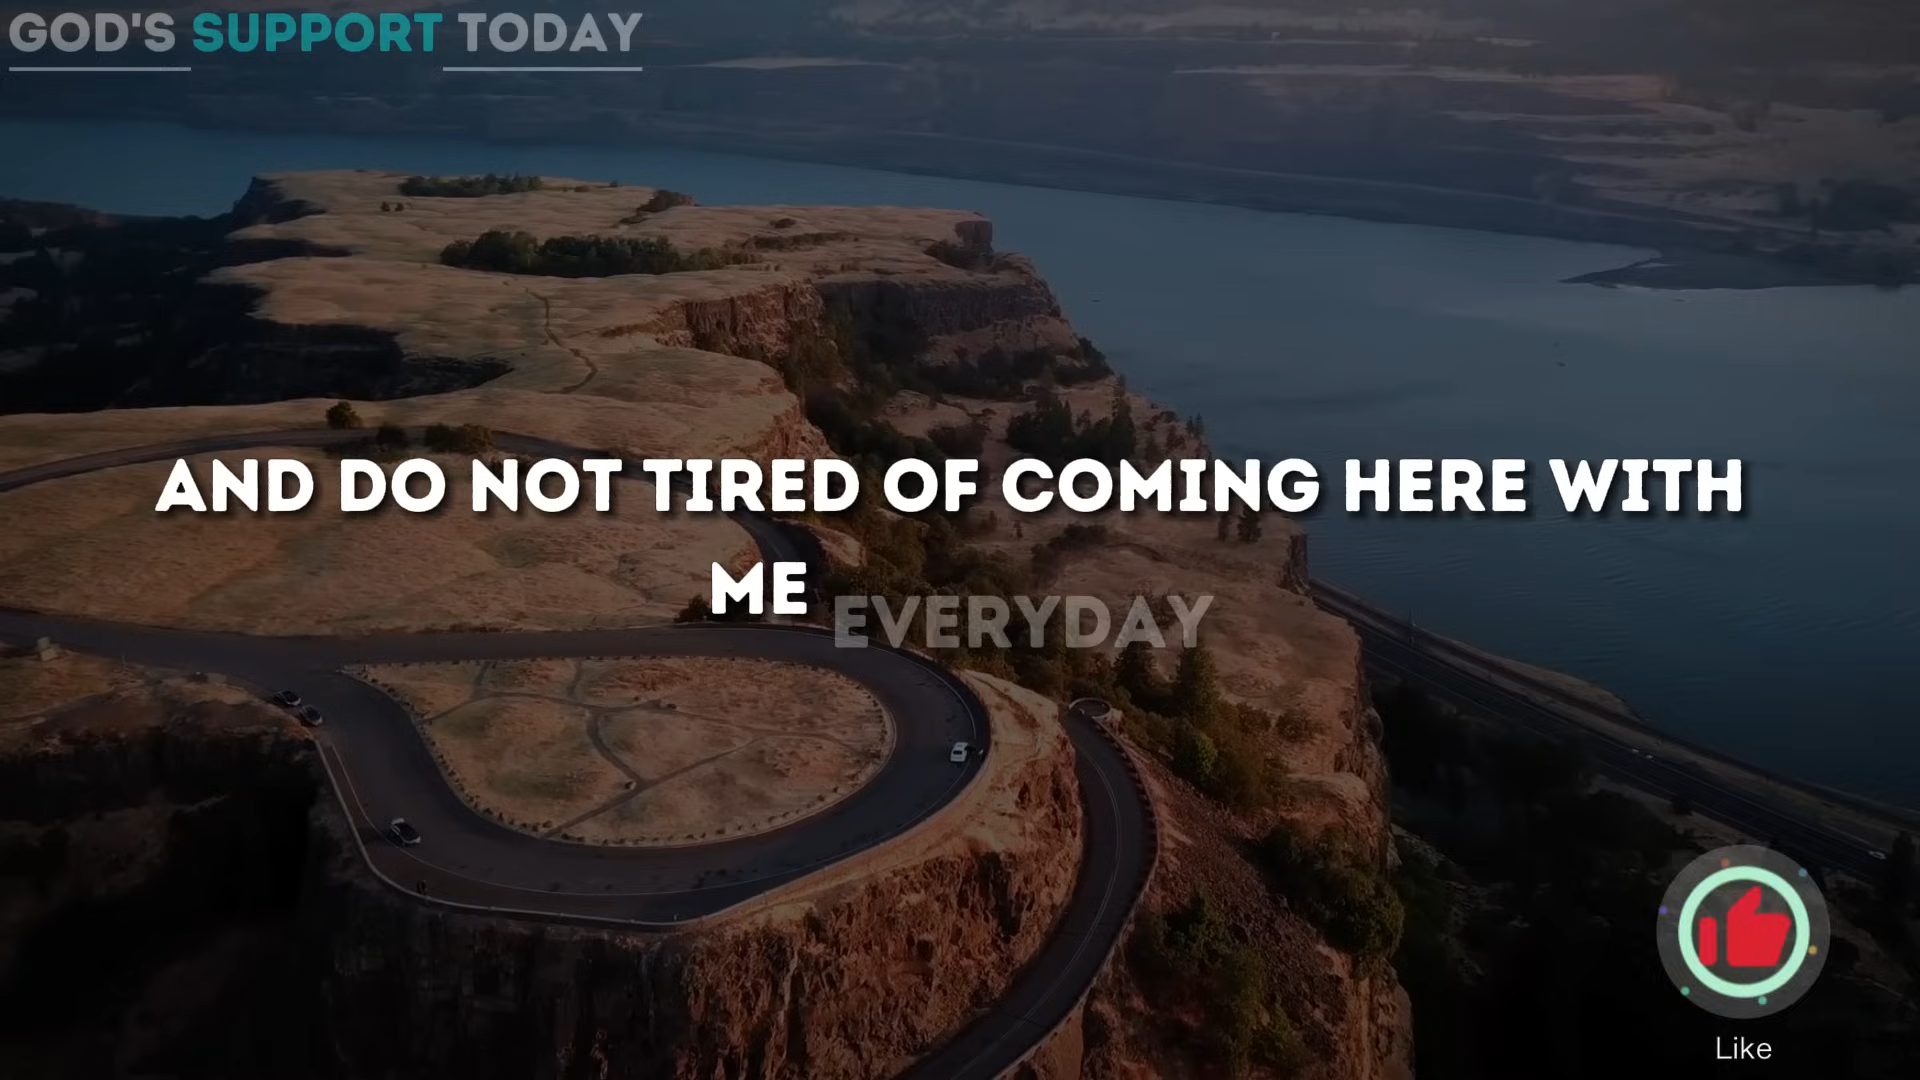 GOD'S SUPPORT TODAY
AND DO NOT TIRED OF COMING HERE WITH
ME EVERYDAY
Like